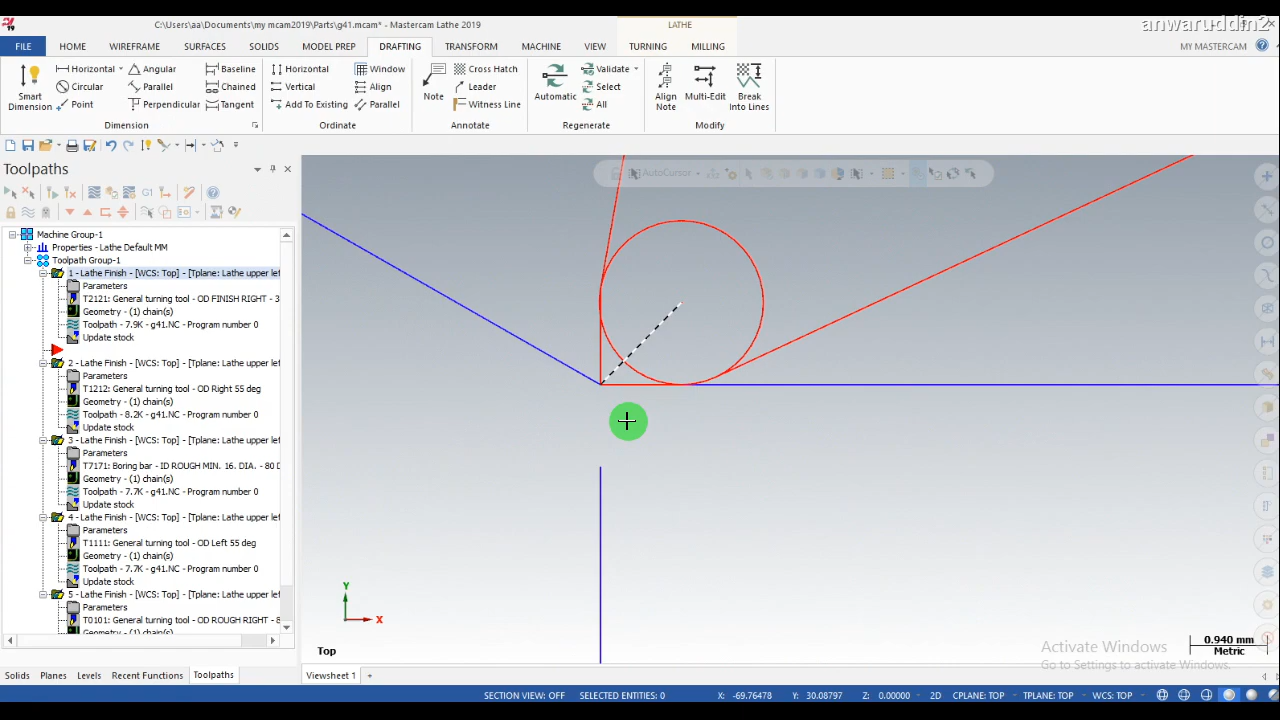 C:\Users\aa\Documents\my mcam2019\Parts\g41.mcam* - Mastercam Lathe 2019
LATHE
anwaruddin2
FILE HOME WIREFRAME SURFACES SOLIDS MODEL PREP DRAFTING TRANSFORM MACHINE VIEW TURNING MILLING MY MASTERCAM
Smart Dimension
Horizontal Angular Baseline
Circular Parallel Chained
Point Perpendicular Tangent
Dimension
Horizontal Window
Vertical Align
Add To Existing Parallel
Ordinate
Note
Cross Hatch
Leader
Witness Line
Annotate
Automatic
Validate
Select
All
Regenerate
Align Note
Multi-Edit
Break Into Lines
Modify
Toolpaths
AutoCursor
G1
Machine Group-1
Properties - Lathe Default MM
Toolpath Group-1
1 - Lathe Finish - [WCS: Top] - [Tplane: Lathe upper lef
Parameters
T2121: General turning tool - OD FINISH RIGHT - 3
Geometry - (1) chain(s)
Toolpath - 7.9K - g41.NC - Program number 0
Update stock
2 - Lathe Finish - [WCS: Top] - [Tplane: Lathe upper lef
Parameters
T1212: General turning tool - OD Right 55 deg
Geometry - (1) chain(s)
Toolpath - 8.2K - g41.NC - Program number 0
Update stock
3 - Lathe Finish - [WCS: Top] - [Tplane: Lathe upper lef
Parameters
T7171: Boring bar - ID ROUGH MIN. 16. DIA. - 80 D
Geometry - (1) chain(s)
Toolpath - 7.7K - g41.NC - Program number 0
Update stock
4 - Lathe Finish - [WCS: Top] - [Tplane: Lathe upper lef
Parameters
T1111: General turning tool - OD Left 55 deg
Geometry - (1) chain(s)
Toolpath - 7.7K - g41.NC - Program number 0
Update stock
5 - Lathe Finish - [WCS: Top] - [Tplane: Lathe upper lef
Parameters
T0101: General turning tool - OD ROUGH RIGHT - 8
Geometry - (1) chain(s)
Y
X
Top
Activate Windows
Go to Settings to activate Windows.
0.940 mm
Metric
Solids Planes Levels Recent Functions Toolpaths
Viewsheet 1 +
SECTION VIEW: OFF SELECTED ENTITIES: 0 X: -69.76478 Y: 30.08797 Z: 0.00000 2D CPLANE: TOP TPLANE: TOP WCS: TOP